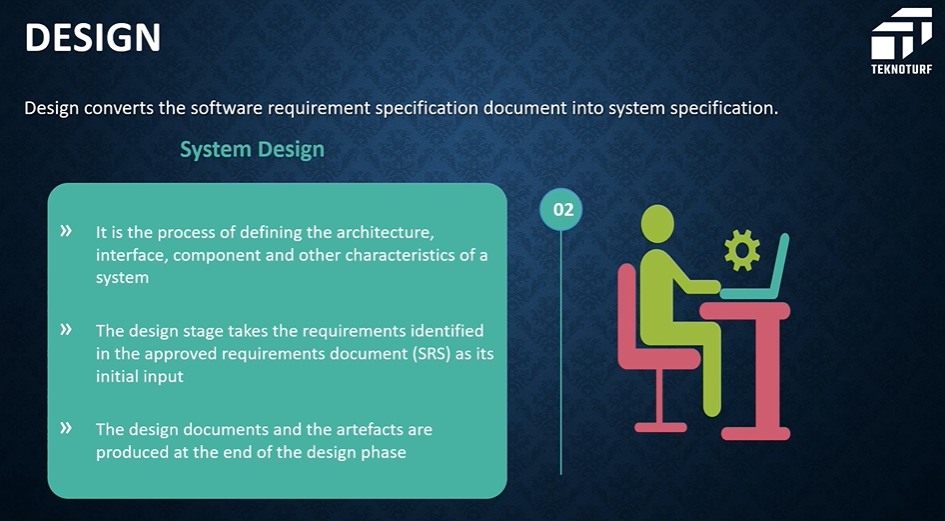 DESIGN
TEKNOTURF
Design converts the software requirement specification document into system specification.
System Design
» It is the process of defining the architecture,
interface, component and other characteristics of a
system
» The design stage takes the requirements identified
in the approved requirements document (SRS) as its
initial input
» The design documents and the artefacts are
produced at the end of the design phase
02